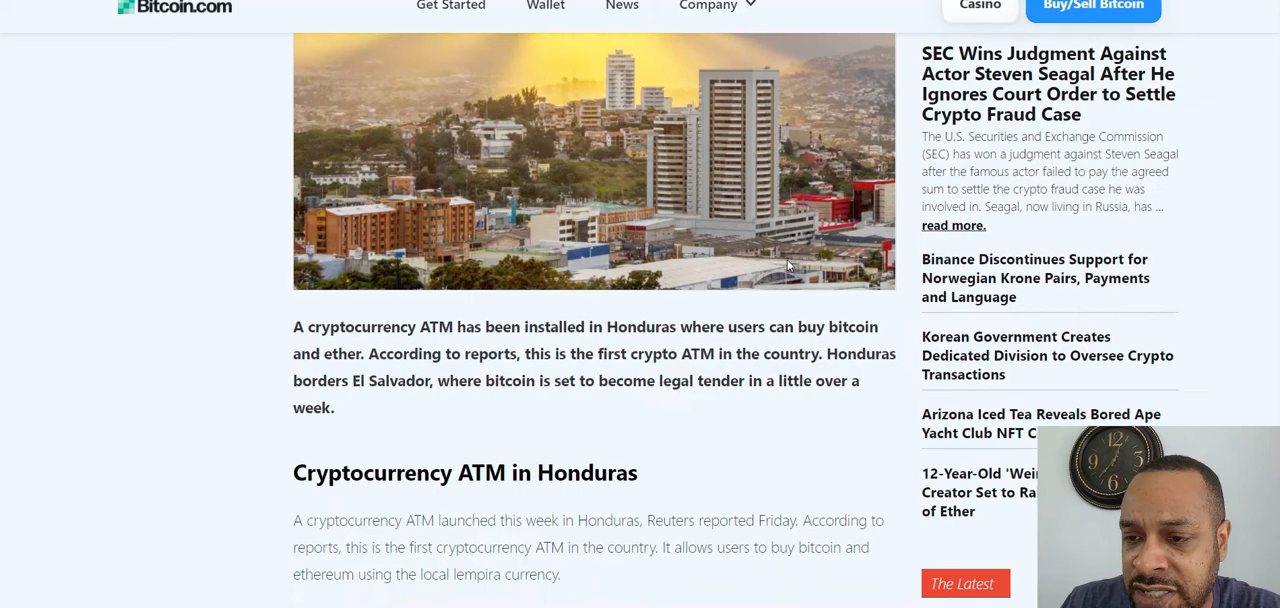 Bitcoin.com
Get Started
Wallet
News
Company
Casino
Buy/Sell Bitcoin
A cryptocurrency ATM has been installed in Honduras where users can buy bitcoin
and ether. According to reports, this is the first crypto ATM in the country. Honduras
borders El Salvador, where bitcoin is set to become legal tender in a little over a
week.
Cryptocurrency ATM in Honduras
A cryptocurrency ATM launched this week in Honduras, Reuters reported Friday. According to
reports, this is the first cryptocurrency ATM in the country. It allows users to buy bitcoin and
ethereum using the local lempira currency.
SEC Wins Judgment Against
Actor Steven Seagal After He
Ignores Court Order to Settle
Crypto Fraud Case
The U.S. Securities and Exchange Commission
(SEC) has won a judgment against Steven Seagal
after the famous actor failed to pay the agreed
sum to settle the crypto fraud case he was
involved in. Seagal, now living in Russia, has ...
read more.
Binance Discontinues Support for
Norwegian Krone Pairs, Payments
and Language
Korean Government Creates
Dedicated Division to Oversee Crypto
Transactions
Arizona Iced Tea Reveals Bored Ape
Yacht Club NFT
12-Year-Old
Creator Set to
of Ether
The Latest
12
3
6
9